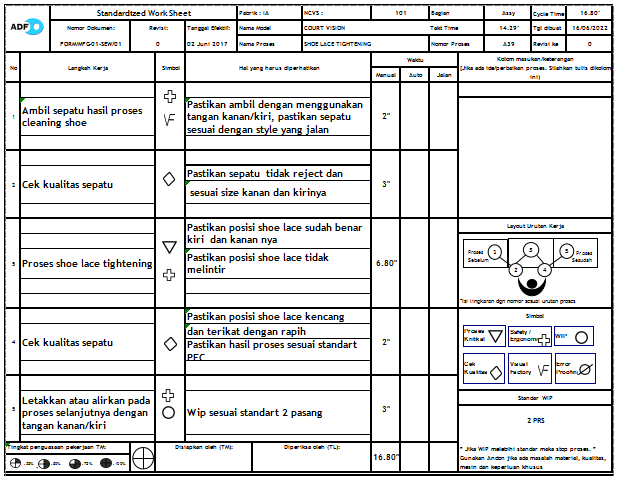 Standardized Work Sheet
Pabrik : IA
NCVS :
101
Bagian
Assy
Cycle Time
16.80"
ADF
Nomor Dokumen:
Revisi:
Tanggal Efektif:
Nama Model
COURT VISION
Takt Time
14.29"
Tgl dibuat
16/06/2022
FORM/MFG01-SEW/01
0
02 Juni 2017
Nama Proses
SHOE LACE TIGHTENING
Nomor Proses
A39
Revisi ke
0
No
Langkah Kerja
Simbol
Hal yang harus diperhatikan
Waktu
Manual
Auto
Jalan
Kolom masukan/keterangan
(Jika ada ide/perbaikan proses. Silahkan tulis dikolom
ini)
1
Ambil sepatu hasil proses
cleaning shoe
Pastikan ambil dengan menggunakan
tangan kanan/kiri, pastikan sepatu
sesuai dengan style yang jalan
2"
2
Cek kualitas sepatu
Pastikan sepatu tidak reject dan
sesuai size kanan dan kirinya
3"
3
Proses shoe lace tightening
Pastikan posisi shoe lace sudah benar
kiri dan kanan nya
Pastikan posisi shoe lace tidak
melintir
6.80"
Layout Urutan Kerja
Proses
Sebelum
1
3
5
Proses
Sesudah
2
4
*Isi lingkaran dgn nomor sesuai urutan proses
4
Cek kualitas sepatu
Pastikan posisi shoe lace kencang
dan terikat dengan rapih
Pastikan hasil proses sesuai standart
PFC
2"
Simbol
Proses
Kritikal
Safety /
Ergonomi
WIP
Cek
Kualitas
Visual
Factory
Error
Proofing
5
Letakkan atau alirkan pada
proses selanjutnya dengan
tangan kanan/kiri
Wip sesuai standart 2 pasang
3"
Standar WIP
2 PRS
Tingkat penguasaan pekerjaan TM:
Disiapkan oleh (TM):
Diperiksa oleh (TL):
16.80"
* Jika WIP melebihi standar maka stop proses. *
Gunakan Andon jika ada masalah material, kualitas,
mesin dan keperluan khusus